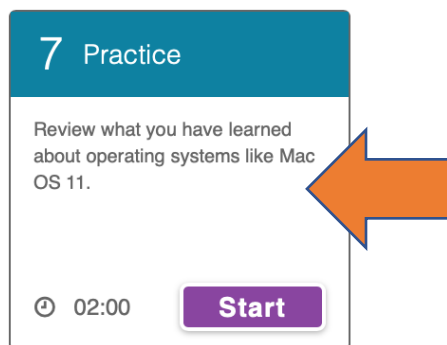 7 Practice
Review what you have learned
about operating systems like Mac
OS 11.
02:00 Start